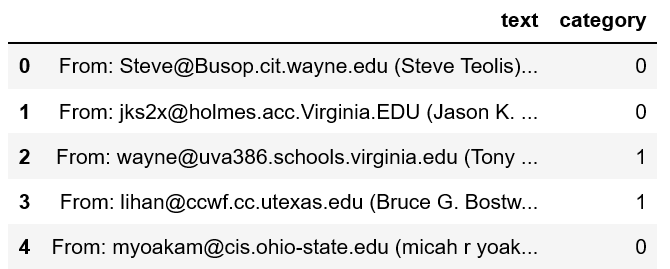 text category
0 From: Steve@Busop.cit.wayne.edu (Steve Teolis)... 0
1 From: jks2x@holmes.acc.Virginia.EDU (Jason K. ... 0
2 From: wayne@uva386.schools.virginia.edu (Tony ... 1
3 From: lihan@ccwf.cc.utexas.edu (Bruce G. Bostw... 1
4 From: myoakam@cis.ohio-state.edu (micah r yoak... 0